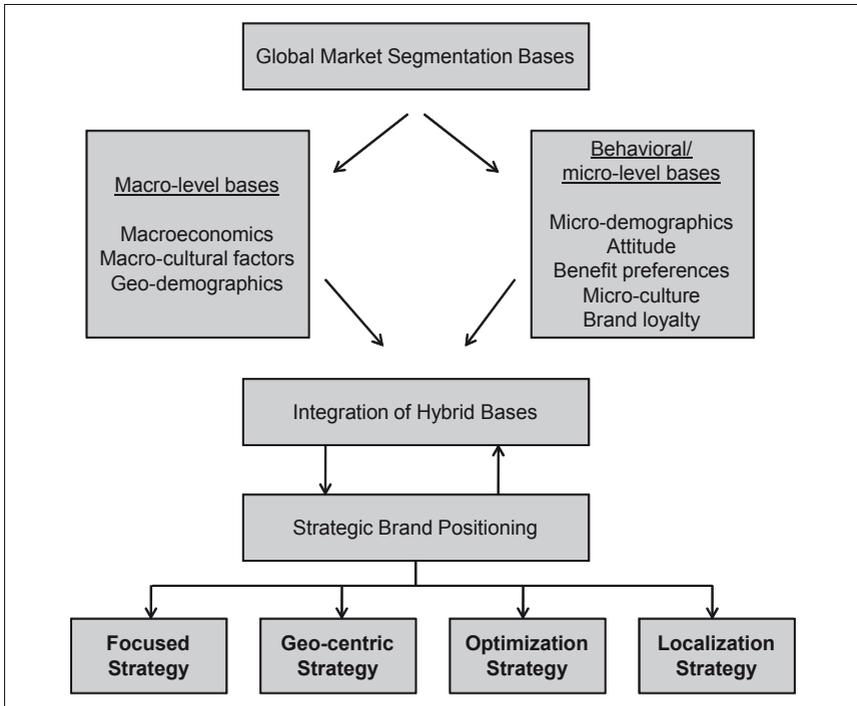 Global Market Segmentation Bases
Macro-level bases
Macroeconomics
Macro-cultural factors
Geo-demographics
Behavioral/
micro-level bases
Micro-demographics
Attitude
Benefit preferences
Micro-culture
Brand loyalty
Integration of Hybrid Bases
Strategic Brand Positioning
Focused
Strategy
Geo-centric
Strategy
Optimization
Strategy
Localization
Strategy